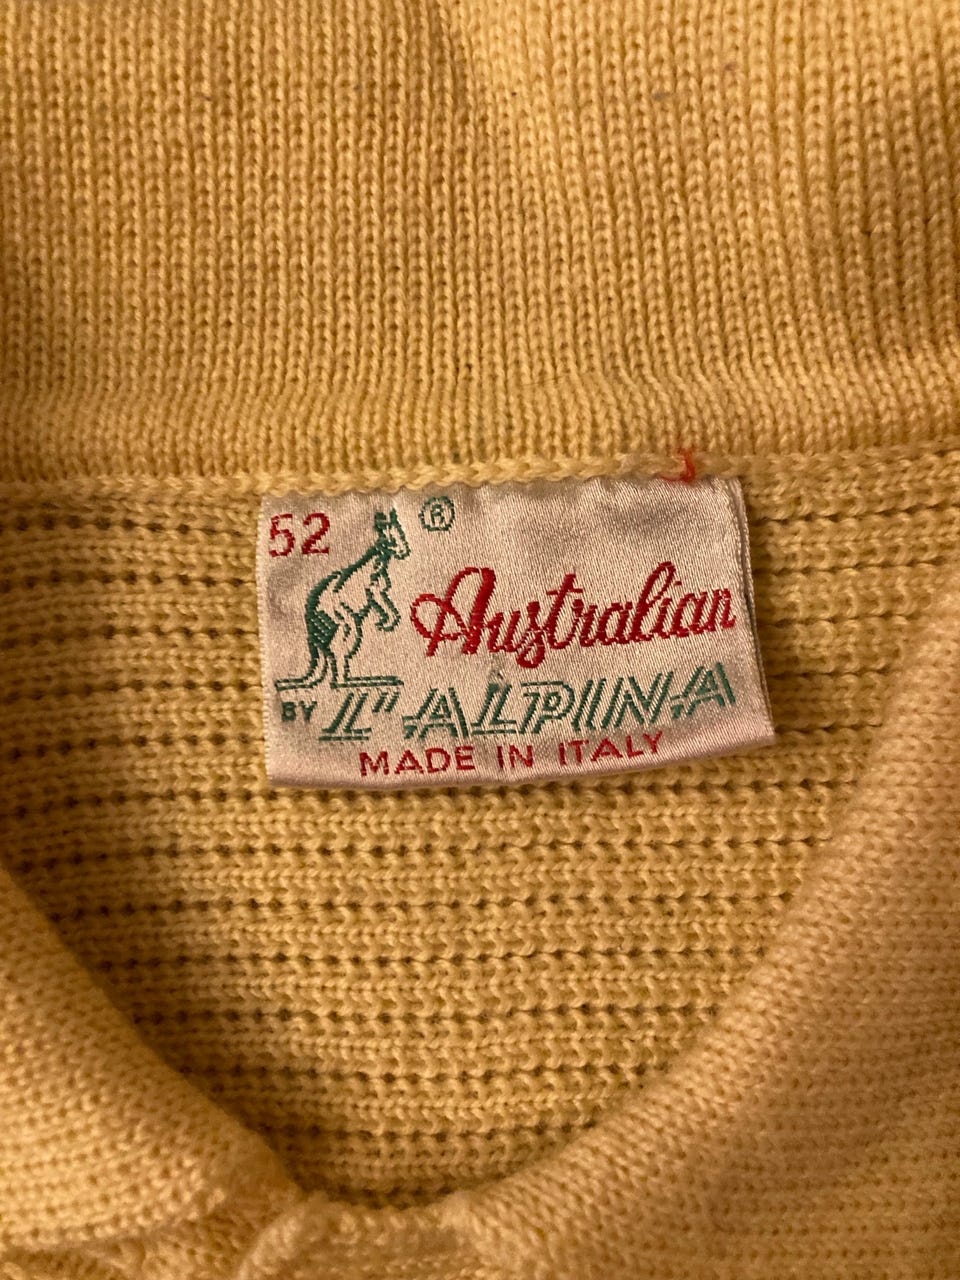 52 ®
Australian
BY L'ALPINA
MADE IN ITALY